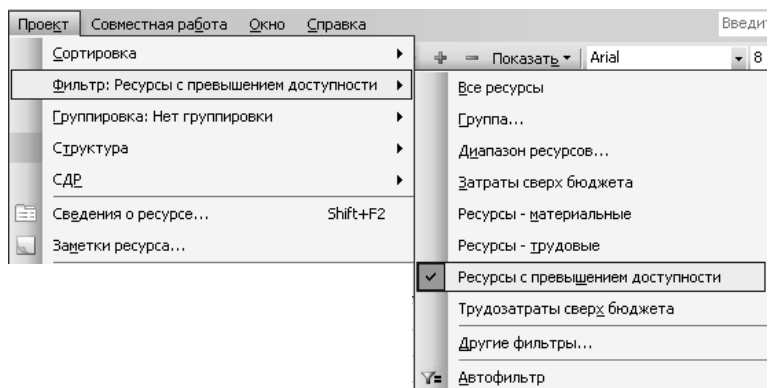 Проект Совместная работа Окно Справка
Сортировка
Фильтр: Ресурсы с превышением доступности
Группировка: Нет группировки
Структура
СДР
Сведения о ресурсе... Shift+F2
Заметки ресурса...
Показать Arial 8
Все ресурсы
Группа...
Диапазон ресурсов...
Затраты сверх бюджета
Ресурсы - материальные
Ресурсы - трудовые
Ресурсы с превышением доступности
Трудозатраты сверх бюджета
Другие фильтры...
Автофильтр